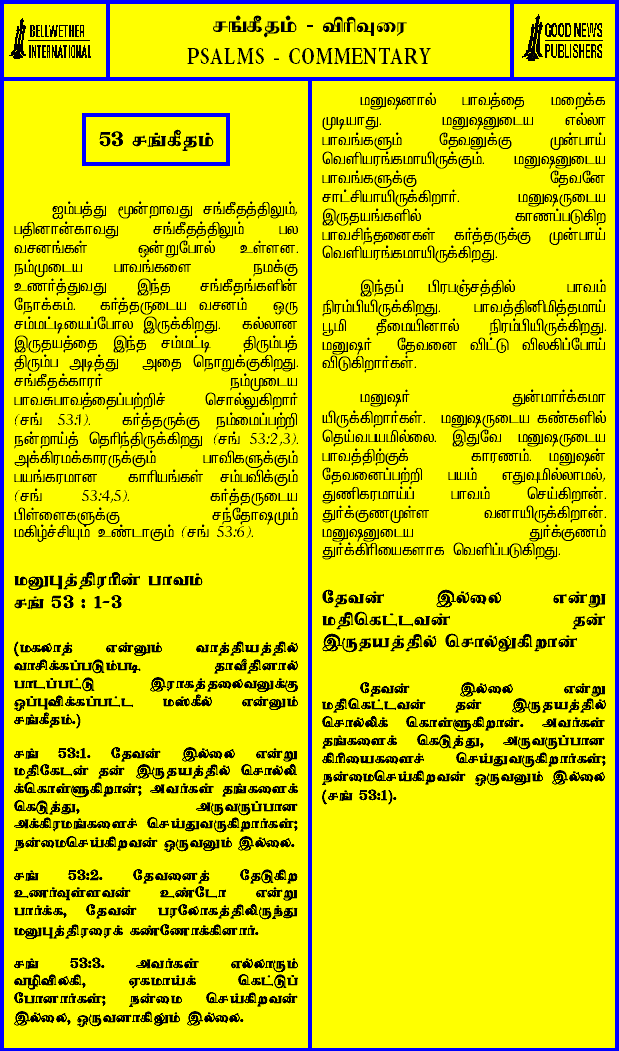 BELLWETHER
INTERNATIONAL
சங்கீதம் - விரிவுரை
PSALMS - COMMENTARY
GOOD NEWS
PUBLISHERS
53 சங்கீதம்
ஐம்பத்து மூன்றாவது சங்கீதத்திலும்,
பதினான்காவது சங்கீதத்திலும் பல
வசனங்கள் ஒன்றுபோல் உள்ளன.
நம்முடைய பாவங்களை நமக்கு
உணர்த்துவது இந்த சங்கீதங்களின்
நோக்கம். கர்த்தருடைய வசனம் ஒரு
சம்மட்டியைப்போல இருக்கிறது. கல்லான
இருதயத்தை இந்த சம்மட்டி திரும்பத்
திரும்ப அடித்து அதை நொறுக்குகிறது.
சங்கீதக்காரர் நம்முடைய
பாவசுபாவத்தைப்பற்றிச் சொல்லுகிறார்
(சங் 53:1). கர்த்தருக்கு நம்மைப்பற்றி
நன்றாய்த் தெரிந்திருக்கிறது (சங் 53:2,3).
அக்கிரமக்காரருக்கும் பாவிகளுக்கும்
பயங்கரமான காரியங்கள் சம்பவிக்கும்
(சங் 53:4,5). கர்த்தருடைய
பிள்ளைகளுக்கு சந்தோஷமும்
மகிழ்ச்சியும் உண்டாகும் (சங் 53:6).
மனுபுத்திரரின் பாவம்
சங் 53 : 1-3
(மகலாத் என்னும் வாத்தியத்தில்
வாசிக்கப்படும்படி தாவீதினால்
பாடப்பட்டு இராகத்தலைவனுக்கு
ஒப்புவிக்கப்பட்ட மஸ்கீல் என்னும்
சங்கீதம்.)
சங் 53:1. தேவன் இல்லை என்று
மதிகேடன் தன் இருதயத்தில் சொல்லி
க்கொள்ளுகிறான்; அவர்கள் தங்களைக்
கெடுத்து, அருவருப்பான
அக்கிரமங்களைச் செய்துவருகிறார்கள்;
நன்மைசெய்கிறவன் ஒருவனும் இல்லை.
சங் 53:2. தேவனைத் தேடுகிற
உணர்வுள்ளவன் உண்டோ என்று
பார்க்க, தேவன் பரலோகத்திலிருந்து
மனுபுத்திரரைக் கண்ணோக்கினார்.
சங் 53:3. அவர்கள் எல்லாரும்
வழிவிலகி, ஏகமாய்க் கெட்டுப்
போனார்கள்; நன்மை செய்கிறவன்
இல்லை, ஒருவனாகிலும் இல்லை.
மனுஷனால் பாவத்தை மறைக்க
முடியாது. மனுஷனுடைய எல்லா
பாவங்களும் தேவனுக்கு முன்பாய்
வெளியரங்கமாயிருக்கும். மனுஷனுடைய
பாவங்களுக்கு தேவனே
சாட்சியாயிருக்கிறார். மனுஷருடைய
இருதயங்களில் காணப்படுகிற
பாவசிந்தனைகள் கர்த்தருக்கு முன்பாய்
வெளியரங்கமாயிருக்கிறது.
இந்தப் பிரபஞ்சத்தில் பாவம்
நிரம்பியிருக்கிறது. பாவத்தினிமித்தமாய்
பூமி தீமையினால் நிரம்பியிருக்கிறது.
மனுஷர் தேவனை விட்டு விலகிப்போய்
விடுகிறார்கள்.
மனுஷர் துன்மார்க்கமா
யிருக்கிறார்கள். மனுஷருடைய கண்களில்
தெய்வபயமில்லை. இதுவே மனுஷருடைய
பாவத்திற்குக் காரணம். மனுஷன்
தேவனைப்பற்றி பயம் எதுவுமில்லாமல்,
துணிகரமாய்ப் பாவம் செய்கிறான்.
துர்க்குணமுள்ள வனாயிருக்கிறான்.
மனுஷனுடைய துர்க்குணம்
துர்க்கிரியைகளாக வெளிப்படுகிறது.
தேவன் இல்லை என்று
மதிகெட்டவன் தன்
இருதயத்தில் சொல்லுகிறான்
தேவன் இல்லை என்று
மதிகெட்டவன் தன் இருதயத்தில்
சொல்லிக் கொள்ளுகிறான். அவர்கள்
தங்களைக் கெடுத்து, அருவருப்பான
கிரியைகளைச் செய்துவருகிறார்கள்;
நன்மைசெய்கிறவன் ஒருவனும் இல்லை
(சங் 53:1).